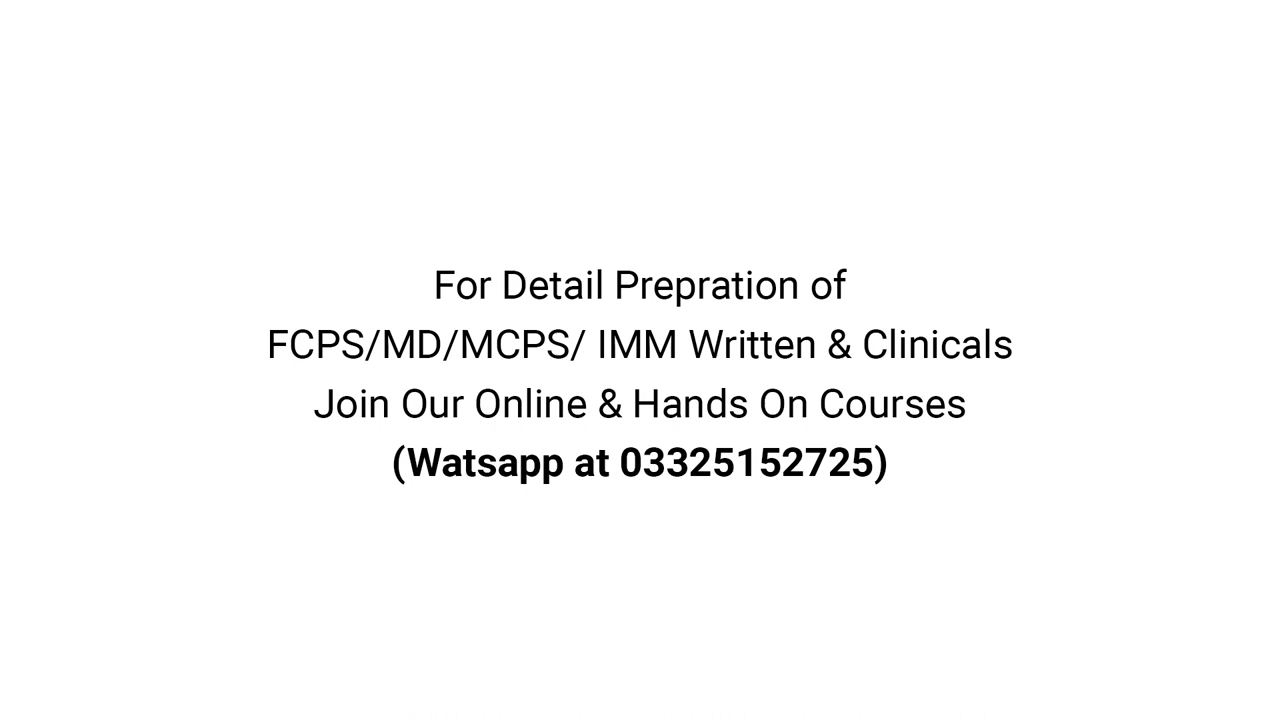 For Detail Prepration of
FCPS/MD/MCPS/ IMM Written & Clinicals
Join Our Online & Hands On Courses
(Watsapp at 03325152725)